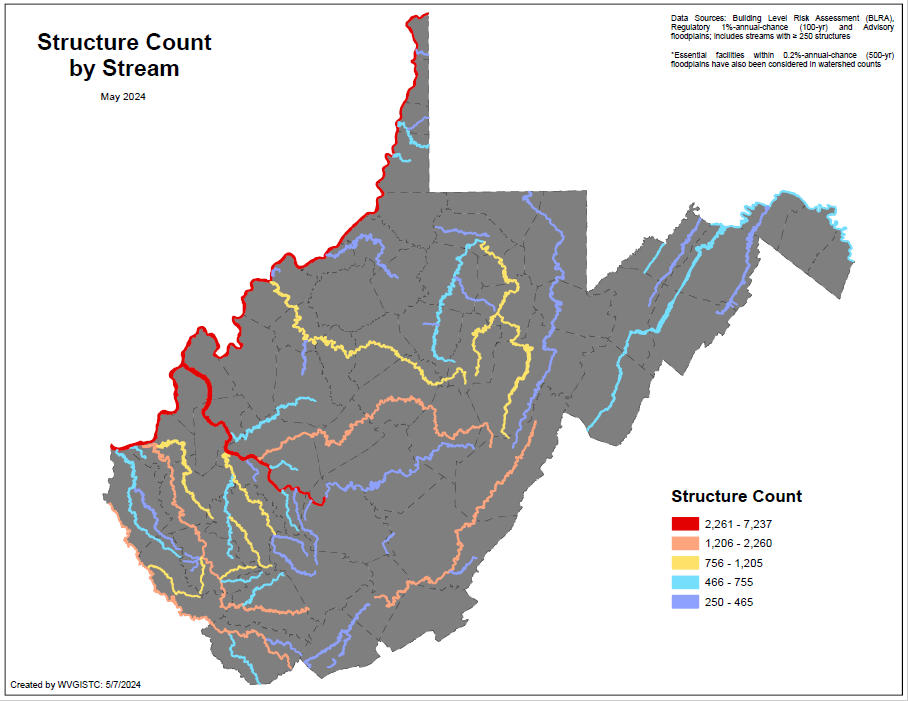 Structure Count
by Stream
May 2024
Data Sources: Building Level Risk Assessment (BLRA),
Regulatory 1%-annual-chance (100-yr) and Advisory
floodplains; includes streams with ≥ 250 structures
*Essential facilities within 0.2%-annual-chance (500-yr)
floodplains have also been considered in watershed counts
Structure Count
2,261 - 7,237
1,206 - 2,260
756 - 1,205
466 - 755
250 - 465
Created by WVGISTC: 5/7/2024